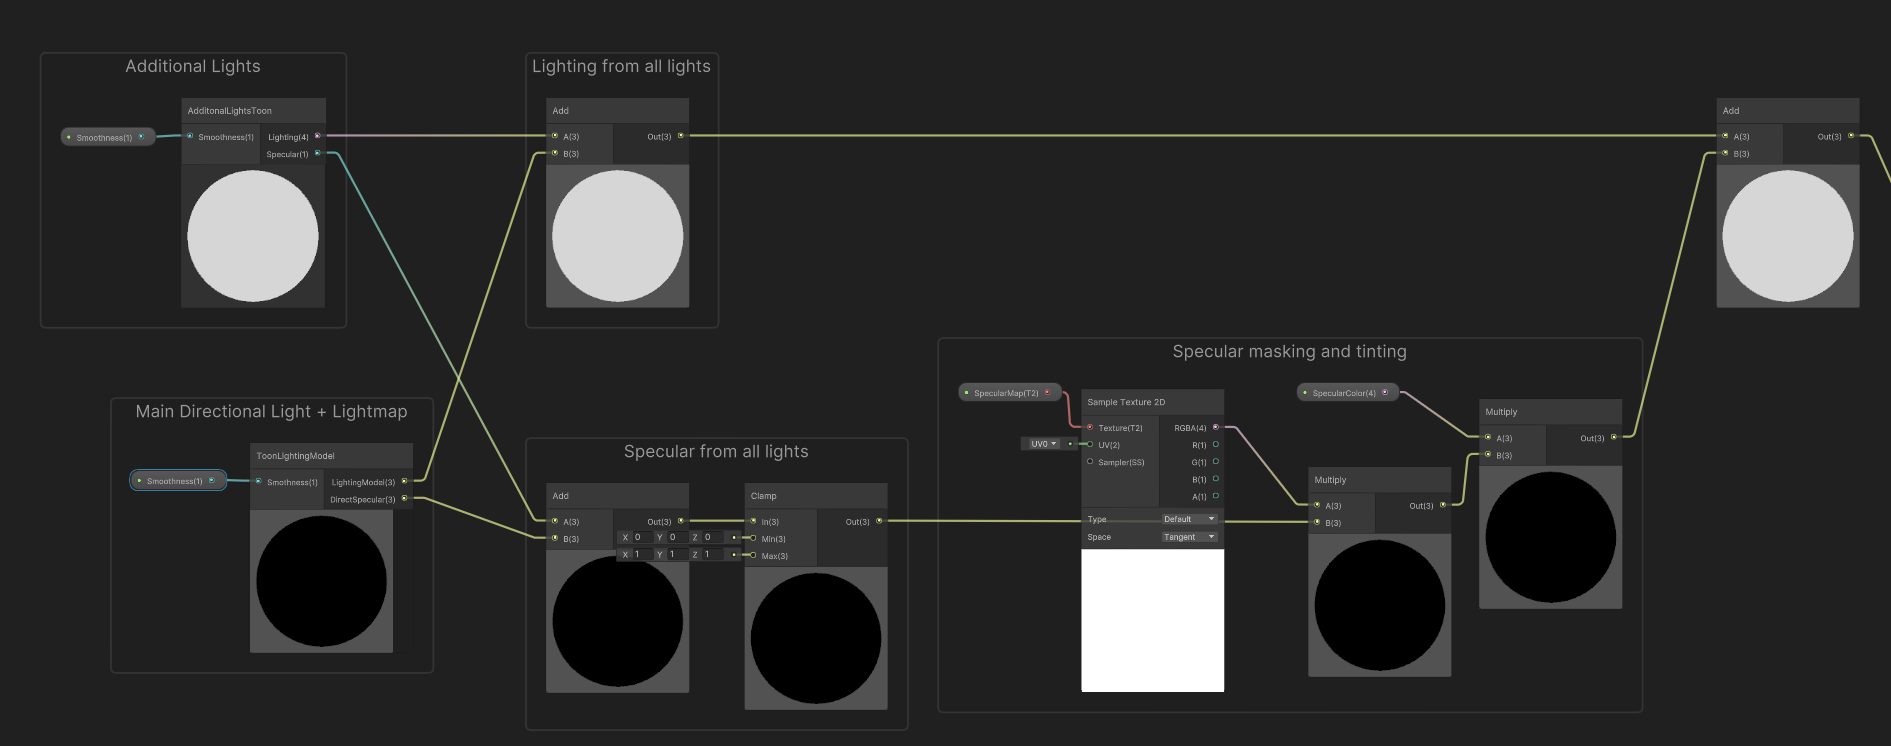 Additional Lights
AdditonalLightsToon
Smoothness(1)
Smoothness(1)
Lighting(4)
Specular(1)
Lighting from all lights
Add
A(3)
Out(3)
B(3)
Add
A(3)
Out(3)
B(3)
Main Directional Light + Lightmap
ToonLightingModel
Smoothness(1)
Smothness(1)
LightingModel(3)
DirectSpecular(3)
Specular from all lights
Add
A(3)
Out(3)
B(3)
X 0 Y 0 Z 0
X 1 Y 1 Z 1
Clamp
In(3)
Out(3)
Min(3)
Max(3)
Specular masking and tinting
SpecularMap(T2)
Sample Texture 2D
Texture(T2)
RGBA(4)
UV0
UV(2)
R(1)
Sampler(SS)
G(1)
B(1)
A(1)
Type Default
Space Tangent
SpecularColor(4)
Multiply
A(3)
Out(3)
B(3)
Multiply
A(3)
Out(3)
B(3)